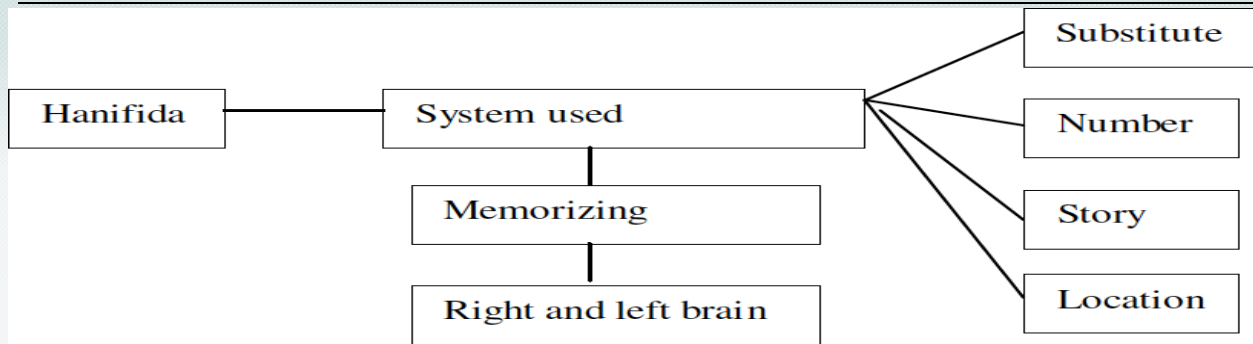 Hanifida
System used
Memorizing
Right and left brain
Substitute
Number
Story
Location